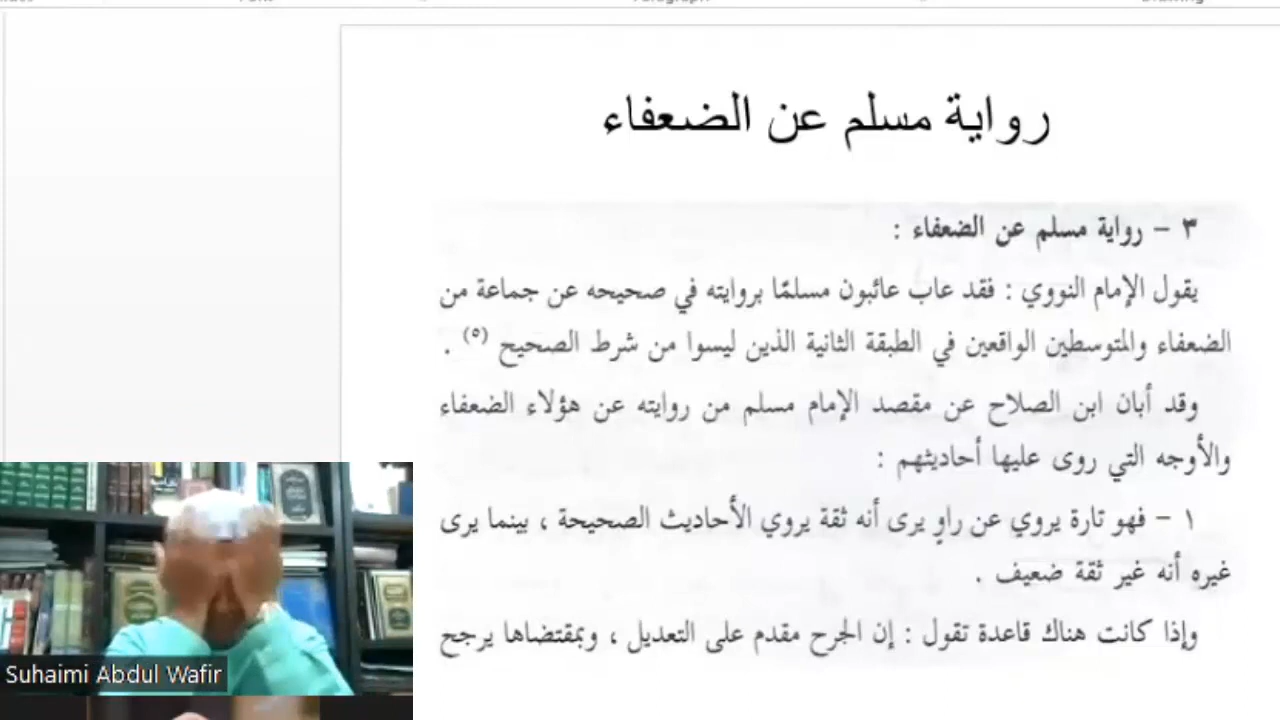 رواية مسلم عن الضعفاء
٣ – رواية مسلم عن الضعفاء :
يقول الإمام النووي : فقد عاب عائبون مسلمًا بروايته في صحيحه عن جماعة من
الضعفاء والمتوسطين الواقعين في الطبقة الثانية الذين ليسوا من شرط الصحيح (٥) .
وقد أبان ابن الصلاح عن مقصد الإمام مسلم من روايته عن هؤلاء الضعفاء
والأوجه التي روى عليها أحاديثهم :
١ – فهو تارة يروي عن راوٍ يرى أنه ثقة يروي الأحاديث الصحيحة ، بينما يرى
غيره أنه غير ثقة ضعيف .
وإذا كانت هناك قاعدة تقول : إن الجرح مقدم على التعديل ، وبمقتضاها يرجح
Suhaimi Abdul Wafir